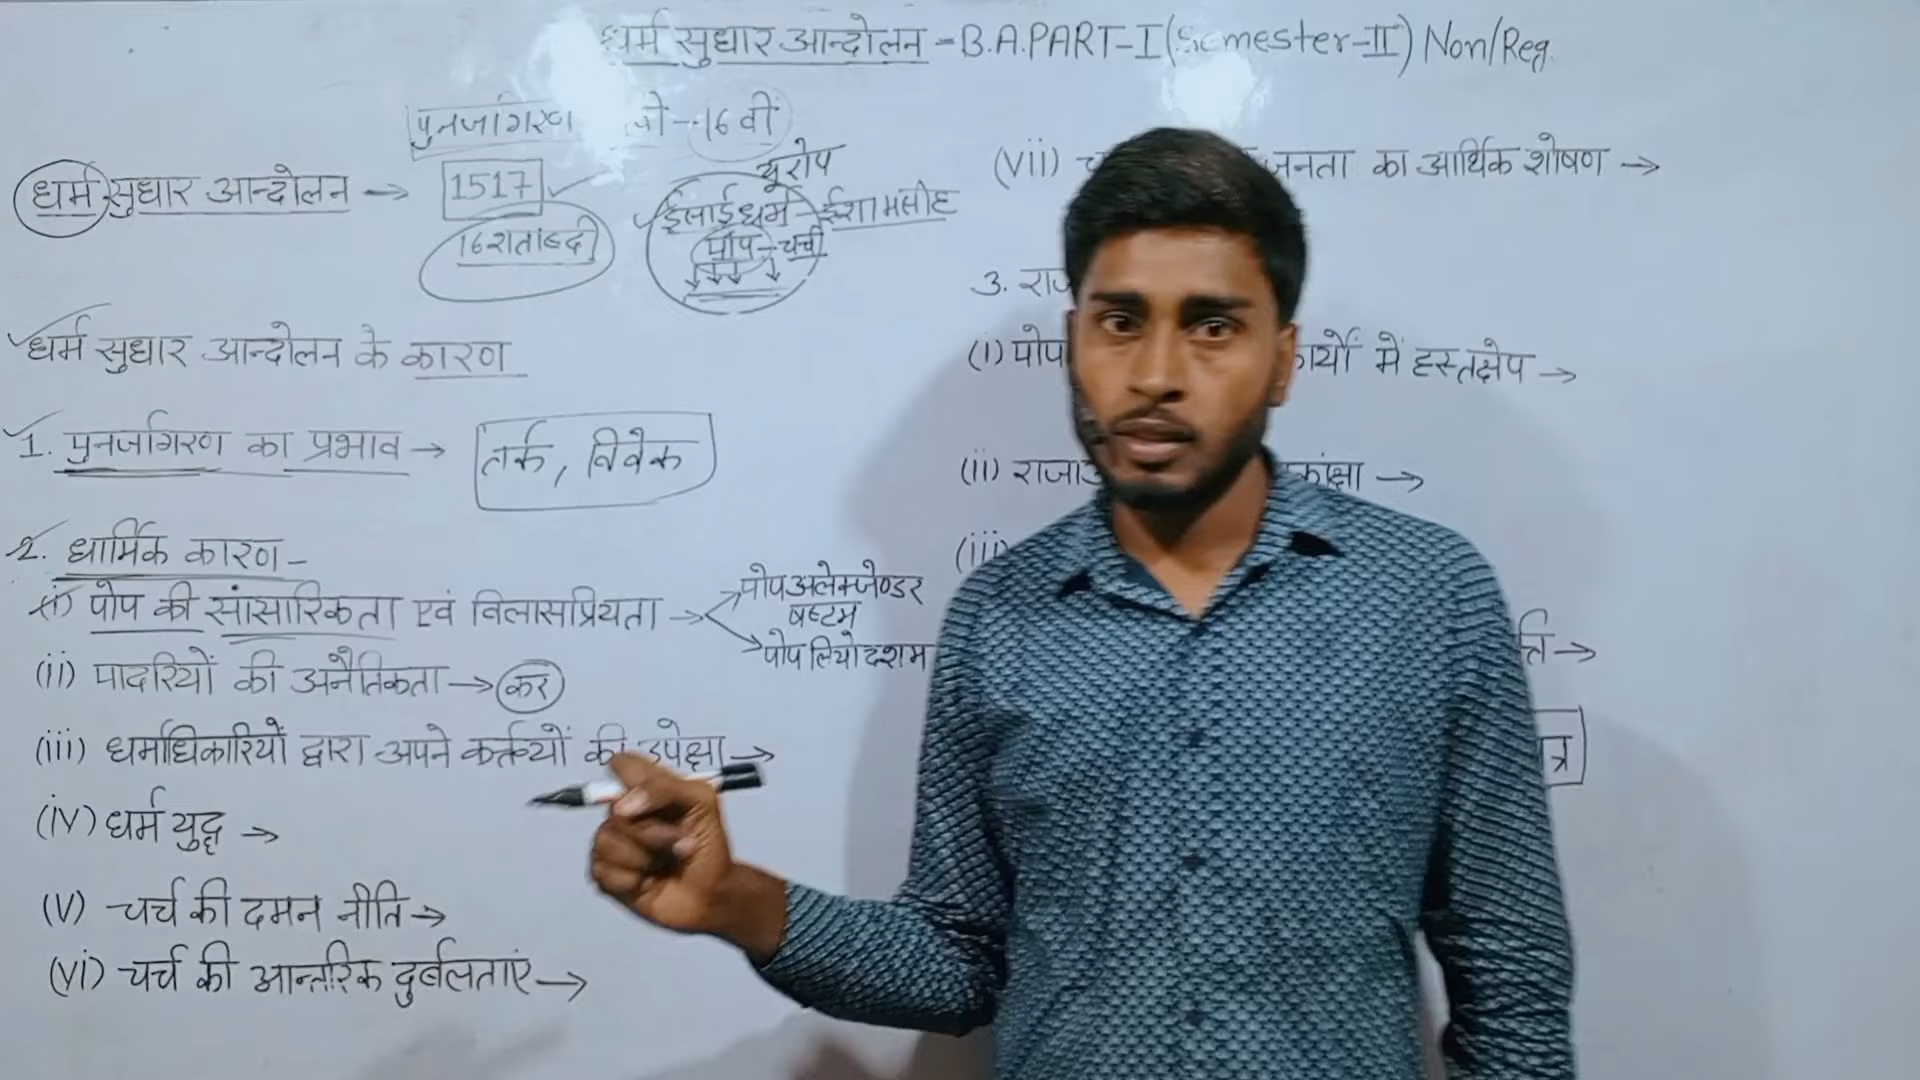 धर्म सुधार आन्दोलन - B.A.PART-I (Semester-II) Non/Reg.
पुनर्जागरण - 16 वीं
धर्म सुधार आन्दोलन → 1517
16 शताब्दी
यूरोप
ईसाई धर्म - ईशा मसीह
पोप - चर्च
धर्म सुधार आन्दोलन के कारण
1. पुनर्जागरण का प्रभाव → तर्क, विवेक
2. धार्मिक कारण -
(i) पोप की सांसारिकता एवं विलासप्रियता →
पोप अलेक्जेण्डर
षष्टम
पोप लियो दशम
(ii) पादरियों की अनैतिकता → कर
(iii) धर्माधिकारियों द्वारा अपने कर्तव्यों की उपेक्षा →
(iv) धर्म युद्ध →
(v) चर्च की दमन नीति →
(vi) चर्च की आन्तरिक दुर्बलताएं →
(vii) जनता का आर्थिक शोषण →
3.
(i) पोप में हस्तक्षेप →
(ii) →
(iii)